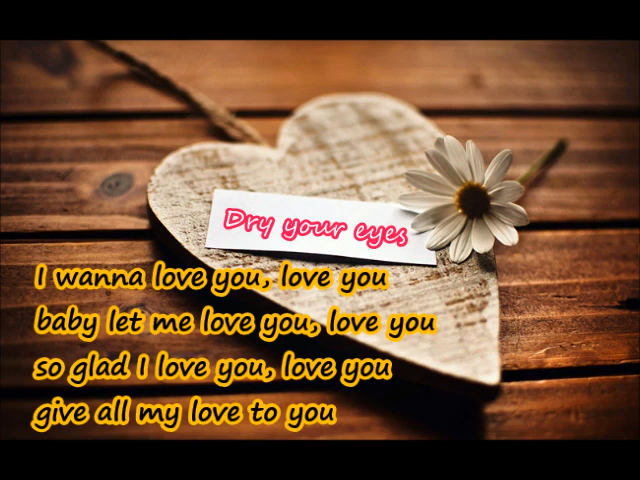 Dry your eyes
I wanna love you, love you
baby let me love you, love you
so glad I love you, love you
give all my love to you